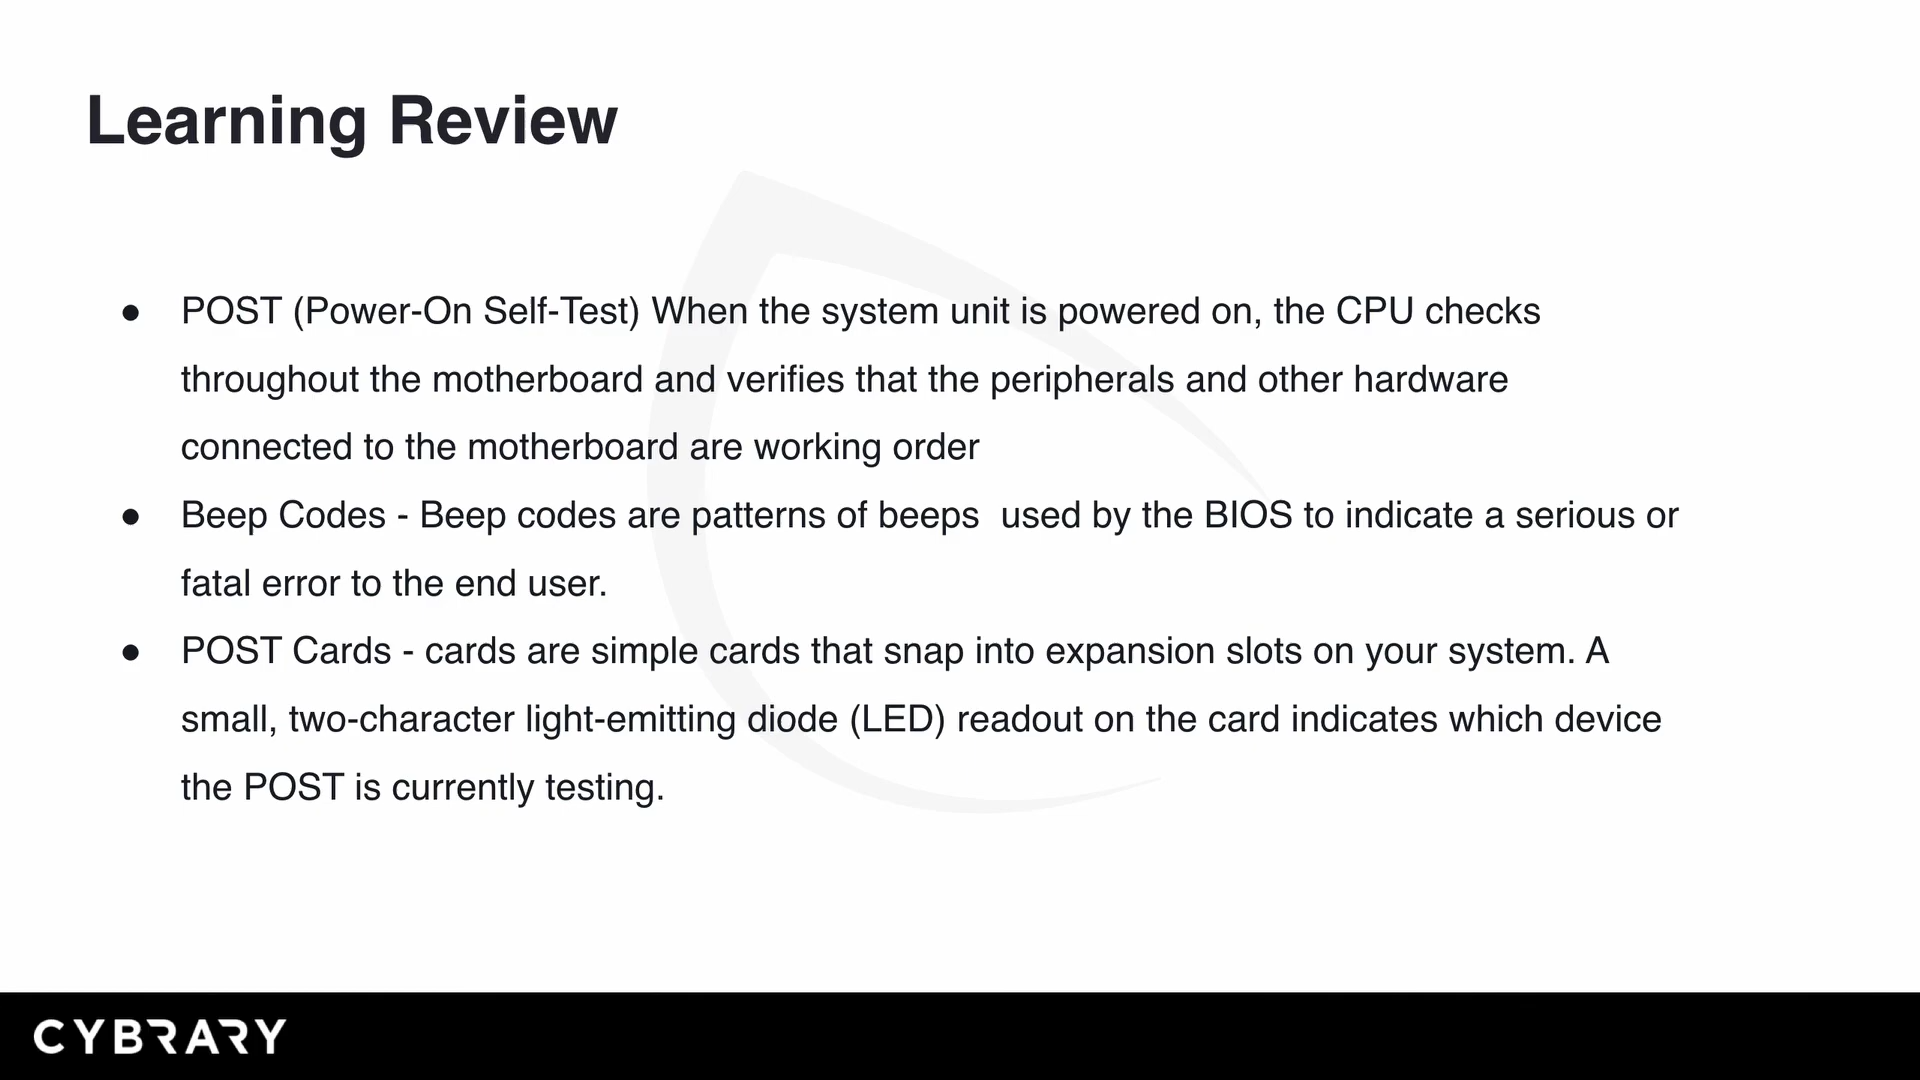 Learning Review
● POST (Power-On Self-Test) When the system unit is powered on, the CPU checks
throughout the motherboard and verifies that the peripherals and other hardware
connected to the motherboard are working order
● Beep Codes - Beep codes are patterns of beeps  used by the BIOS to indicate a serious or
fatal error to the end user.
● POST Cards - cards are simple cards that snap into expansion slots on your system. A
small, two-character light-emitting diode (LED) readout on the card indicates which device
the POST is currently testing.
CYBRARY